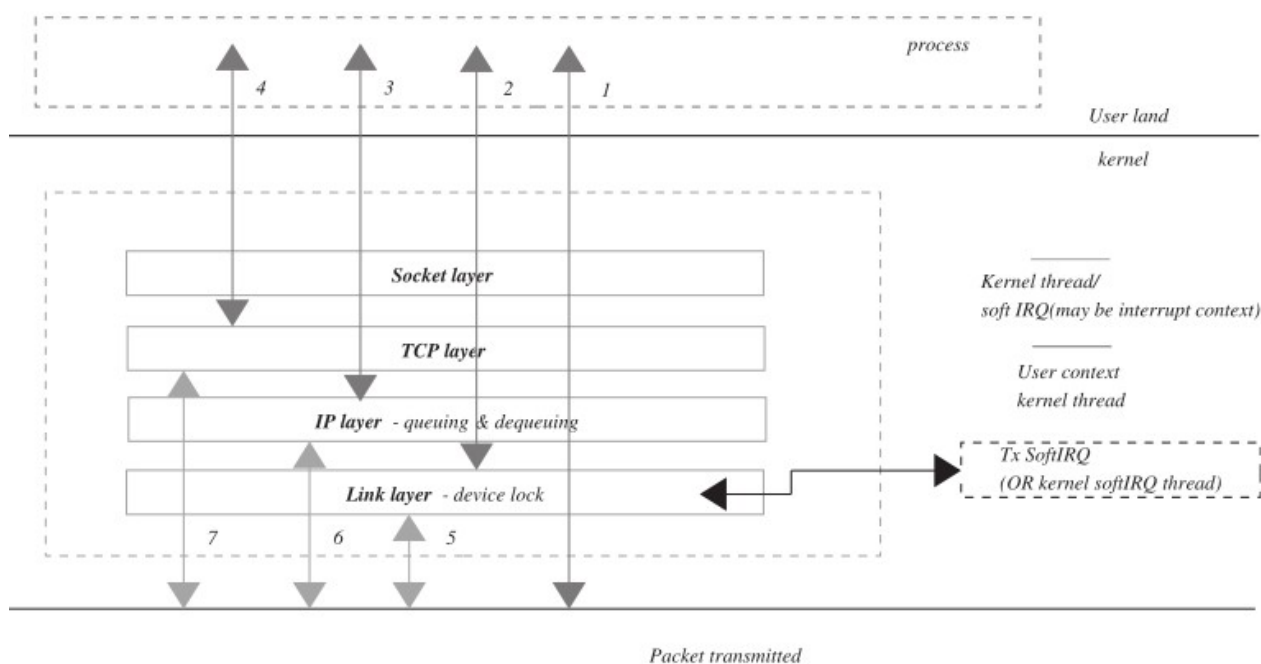 process
4
3
2
1
User land
kernel
Socket layer
Kernel thread/
soft IRQ(may be interrupt context)
TCP layer
User context
kernel thread
IP layer - queuing & dequeuing
Tx SoftIRQ
(OR kernel softIRQ thread)
Link layer - device lock
7
6
5
Packet transmitted